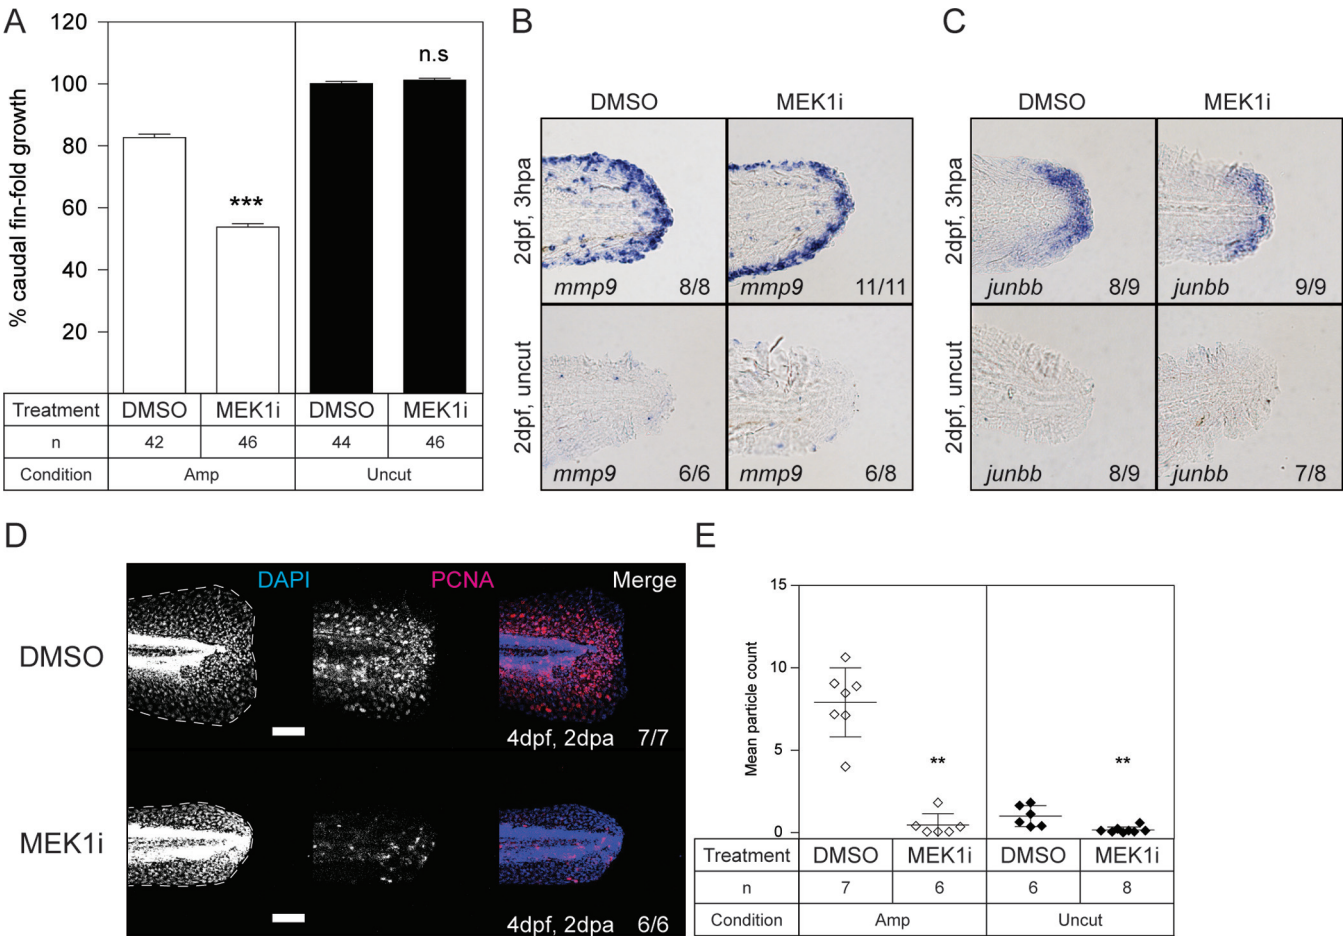 A
% caudal fin-fold growth
120
100
80
60
40
20
***
n.s
Treatment DMSO MEK1i DMSO MEK1i
n 42 46 44 46
Condition Amp Uncut
B
DMSO MEK1i
2dpf, 3hpa
mmp9 8/8 mmp9 11/11
2dpf, uncut
mmp9 6/6 mmp9 6/8
C
DMSO MEK1i
2dpf, 3hpa
junbb 8/9 junbb 9/9
2dpf, uncut
junbb 8/9 junbb 7/8
D
DAPI PCNA Merge
DMSO
4dpf, 2dpa 7/7
MEK1i
4dpf, 2dpa 6/6
E
Mean particle count
15
10
5
0
** **
Treatment DMSO MEK1i DMSO MEK1i
n 7 6 6 8
Condition Amp Uncut